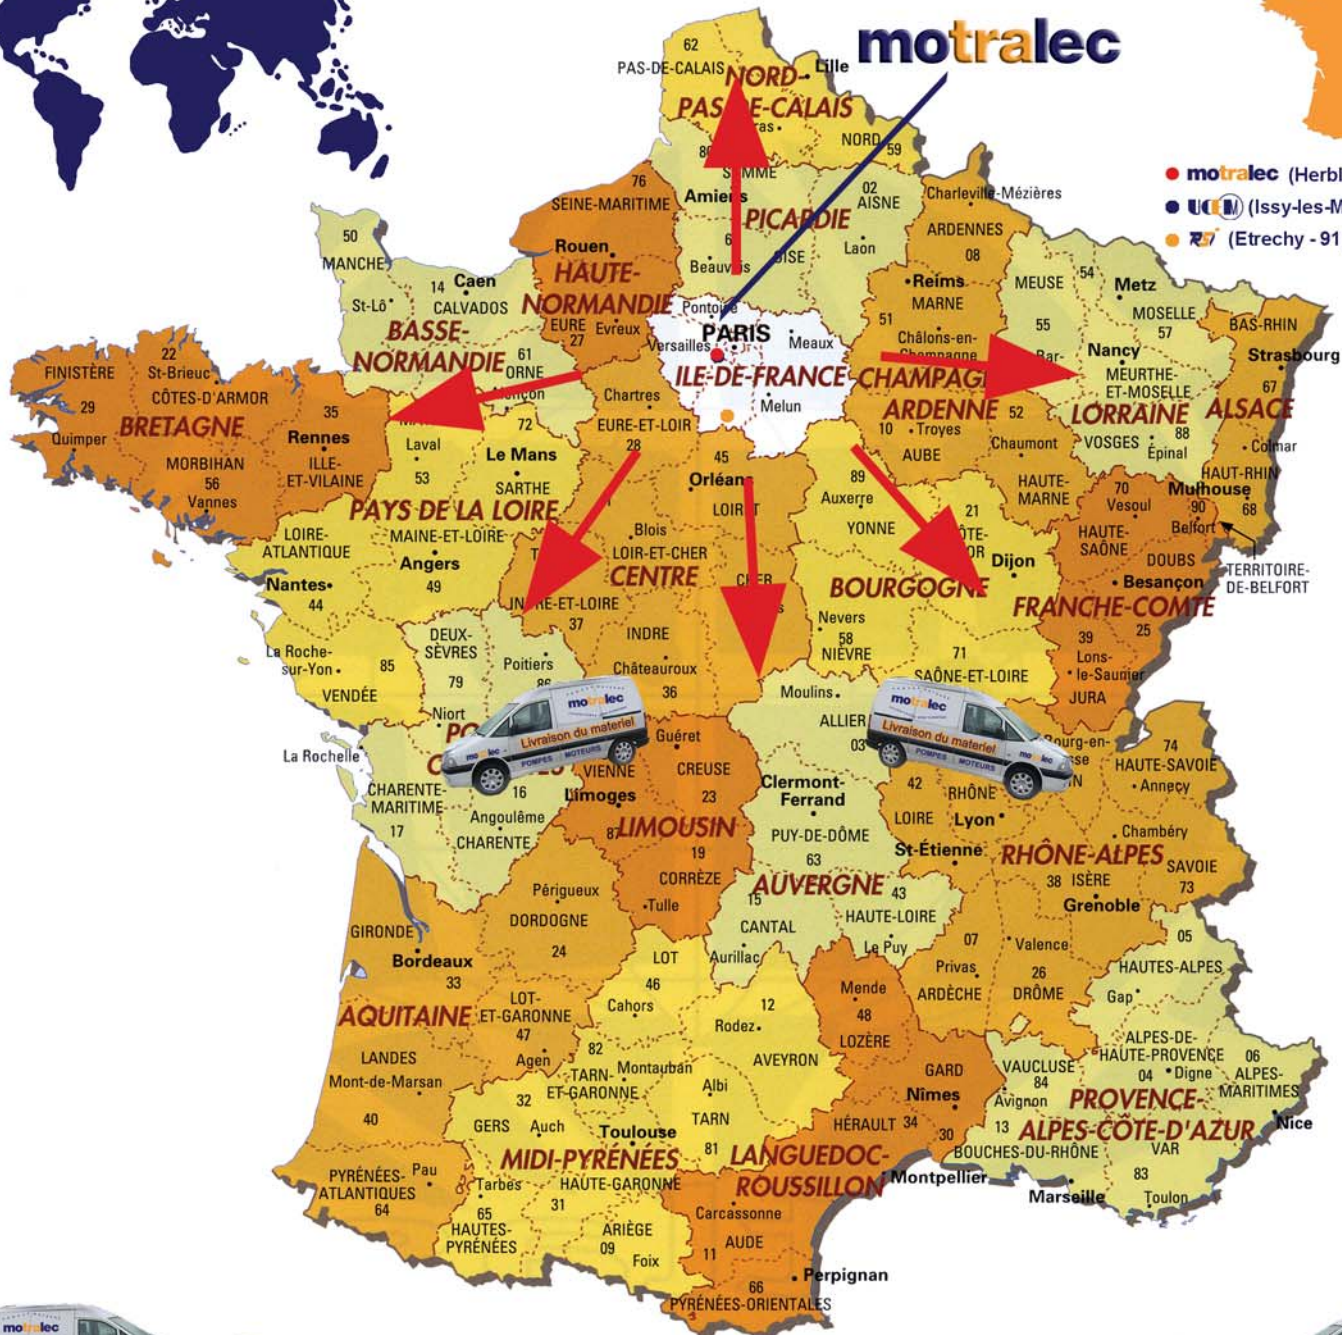 motralec
62
PAS-DE-CALAIS
Lille
NORD-
PAS-DE-CALAIS
NORD
59
motralec (Herbl
(Issy-les-M
(Etrechy - 91
80
SOMME
Amiens
PICARDIE
02
AISNE
Laon
Beauvais
OISE
Charleville-Mézières
ARDENNES
08
76
SEINE-MARITIME
Rouen
HAUTE-
NORMANDIE
EURE
Evreux
27
50
MANCHE
14
Caen
CALVADOS
St-Lô
BASSE-
NORMANDIE
61
ORNE
Pontoise
PARIS
Versailles
Meaux
ILE-DE-FRANCE
Melun
Reims
MARNE
51
Châlons-en-
Champagne
CHAMPAGNE
ARDENNE
52
10
Troyes
AUBE
Chaumont
HAUTE-
MARNE
MEUSE
54
Metz
MOSELLE
57
55
Bar-
Nancy
MEURTHE-
ET-MOSELLE
LORRAINE
VOSGES
88
Épinal
BAS-RHIN
Strasbourg
67
ALSACE
Colmar
HAUT-RHIN
Mulhouse
68
FINISTÈRE
22
St-Brieuc
CÔTES-D'ARMOR
29
35
BRETAGNE
Quimper
Rennes
MORBIHAN
ILLE-
ET-VILAINE
56
Vannes
Laval
53
72
Le Mans
SARTHE
PAYS DE LA LOIRE
LOIRE-
ATLANTIQUE
MAINE-ET-LOIRE
Angers
49
Nantes
44
La Roche-
sur-Yon
85
VENDÉE
Chartres
EURE-ET-LOIR
28
45
Orléans
LOIRET
Blois
LOIR-ET-CHER
CENTRE
CHER
INDRE-ET-LOIRE
37
INDRE
Châteauroux
36
89
Auxerre
YONNE
21
CÔTE-
D'OR
Dijon
BOURGOGNE
Nevers
58
NIÈVRE
71
SAÔNE-ET-LOIRE
70
Vesoul
90
Belfort
HAUTE-
SAÔNE
DOUBS
TERRITOIRE-
DE-BELFORT
Besançon
FRANCHE-COMTÉ
25
39
Lons-
le-Saunier
JURA
DEUX-
SÈVRES
79
Poitiers
86
Niort
La Rochelle
CHARENTE-
MARITIME
17
16
Angoulême
CHARENTE
motralec
Livraison du materiel
POMPES MOTEURS
motralec
Livraison du materiel
POMPES MOTEURS
Guéret
VIENNE
CREUSE
Limoges
23
87
LIMOUSIN
19
CORRÈZE
Tulle
Moulins
ALLIER
03
Clermont-
Ferrand
PUY-DE-DÔME
63
AUVERGNE
15
CANTAL
43
HAUTE-LOIRE
Aurillac
Le Puy
Bourg-en-
74
HAUTE-SAVOIE
Annecy
42
RHÔNE
LOIRE
Lyon
Chambéry
St-Étienne
RHÔNE-ALPES
SAVOIE
73
38
ISÈRE
Grenoble
07
Valence
Privas
26
ARDÈCHE
DRÔME
GIRONDE
Bordeaux
33
Périgueux
DORDOGNE
24
AQUITAINE
LOT-
ET-GARONNE
47
Agen
LANDES
Mont-de-Marsan
40
PYRÉNÉES-
ATLANTIQUES
64
Pau
LOT
46
Cahors
12
Rodez
AVEYRON
82
Montauban
TARN-
ET-GARONNE
Albi
TARN
81
32
GERS
Auch
Toulouse
MIDI-PYRÉNÉES
HAUTE-GARONNE
31
Tarbes
65
HAUTES-
PYRÉNÉES
ARIÈGE
09
Foix
Mende
48
LOZÈRE
GARD
Nîmes
30
HÉRAULT
34
LANGUEDOC-
ROUSSILLON
Montpellier
Carcassonne
AUDE
11
Perpignan
66
PYRÉNÉES-ORIENTALES
05
HAUTES-ALPES
Gap
ALPES-DE-
HAUTE-PROVENCE
04
Digne
06
ALPES-
MARITIMES
VAUCLUSE
84
Avignon
PROVENCE-
ALPES-CÔTE-D'AZUR
Nice
13
BOUCHES-DU-RHÔNE
VAR
83
Marseille
Toulon
motralec